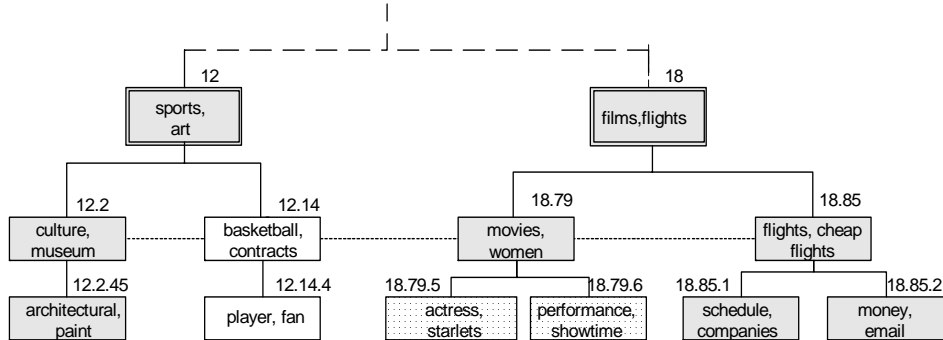 12
18
sports,
art
films,flights
12.2
12.14
18.79
18.85
culture,
museum
basketball,
contracts
movies,
women
flights, cheap
flights
12.2.45
12.14.4
18.79.5
18.79.6
18.85.1
18.85.2
architectural,
paint
player, fan
actress,
starlets
performance,
showtime
schedule,
companies
money,
email